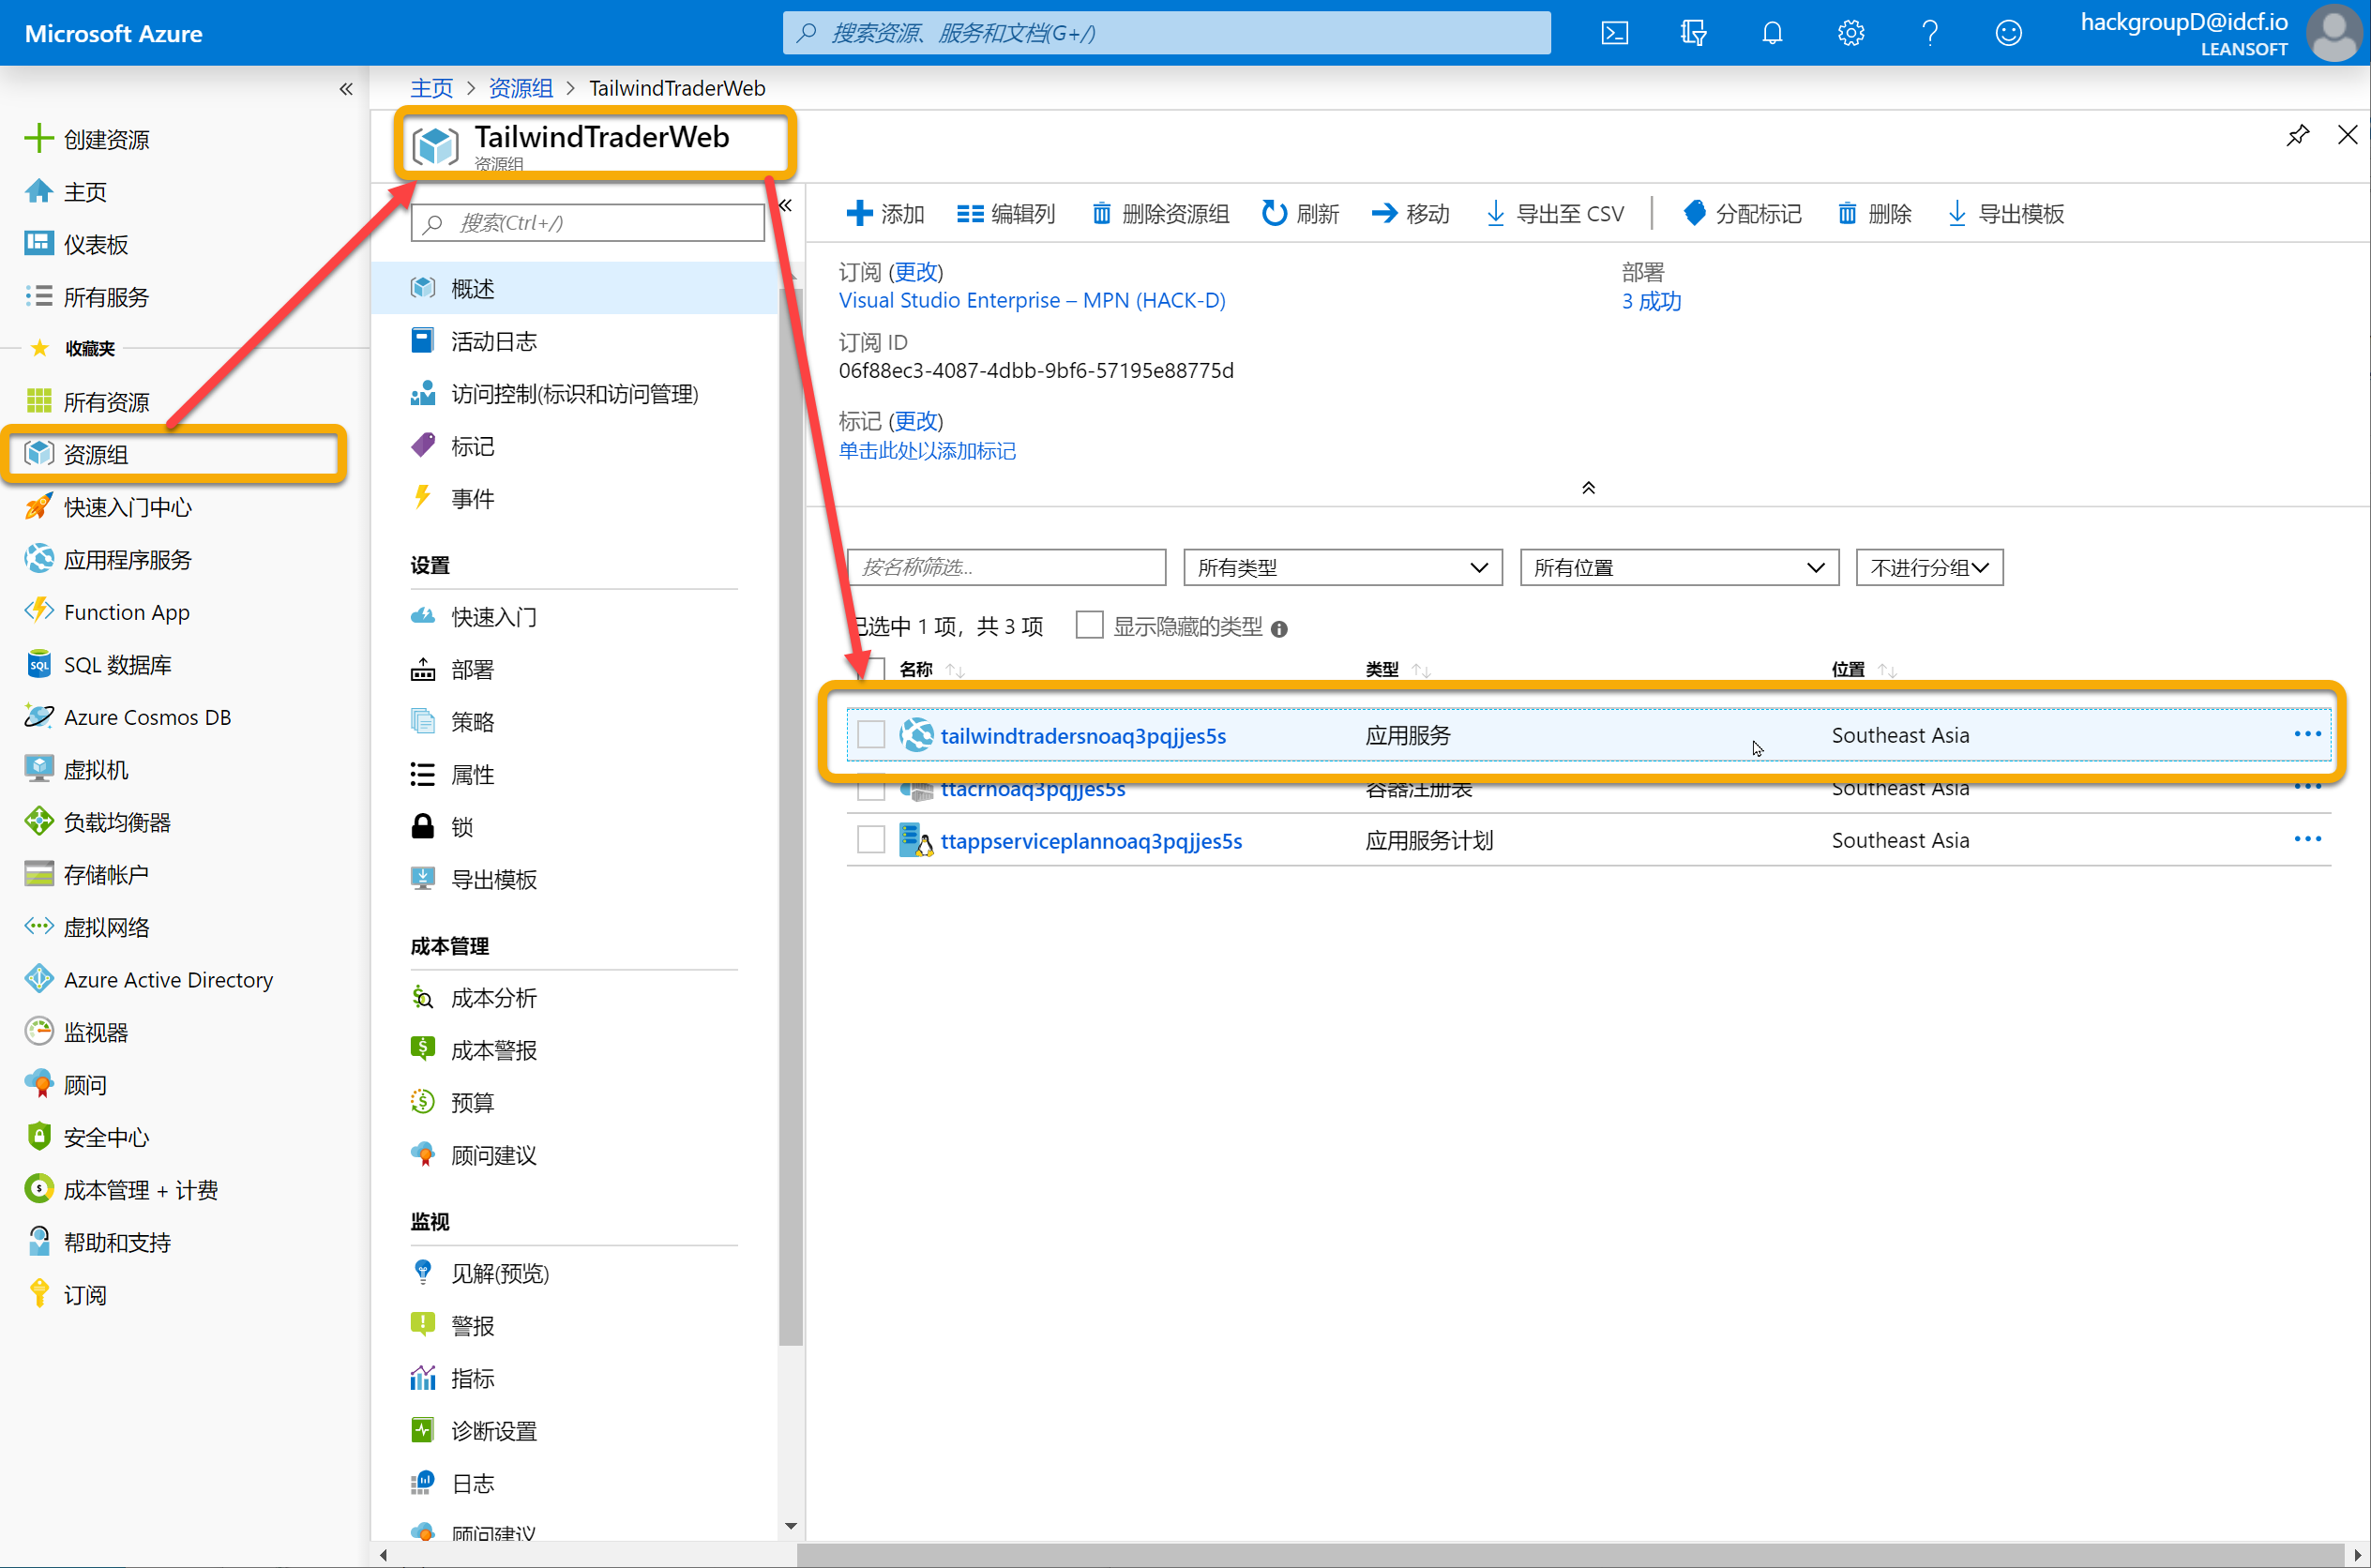 Microsoft Azure
搜索资源、服务和文档(G+/)
hackgroupD@idcf.io
LEANSOFT
主页 > 资源组 > TailwindTraderWeb
创建资源
主页
仪表板
所有服务
收藏夹
所有资源
资源组
快速入门中心
应用程序服务
Function App
SQL 数据库
Azure Cosmos DB
虚拟机
负载均衡器
存储帐户
虚拟网络
Azure Active Directory
监视器
顾问
安全中心
成本管理 + 计费
帮助和支持
订阅
TailwindTraderWeb
资源组
搜索(Ctrl+/)
概述
活动日志
访问控制(标识和访问管理)
标记
事件
设置
快速入门
部署
策略
属性
锁
导出模板
成本管理
成本分析
成本警报
预算
顾问建议
监视
见解(预览)
警报
指标
诊断设置
日志
顾问建议
添加 编辑列 删除资源组 刷新 移动 导出至 CSV 分配标记 删除 导出模板
订阅 (更改)
Visual Studio Enterprise – MPN (HACK-D)
订阅 ID
06f88ec3-4087-4dbb-9bf6-57195e88775d
标记 (更改)
单击此处以添加标记
部署
3 成功
按名称筛选... 所有类型 所有位置 不进行分组
已选中 1 项，共 3 项 显示隐藏的类型
名称 类型 位置
tailwindtradersnoaq3pqjjes5s 应用服务 Southeast Asia
ttacrnoaq3pqjjes5s 容器注册表 Southeast Asia
ttappserviceplannoaq3pqjjes5s 应用服务计划 Southeast Asia